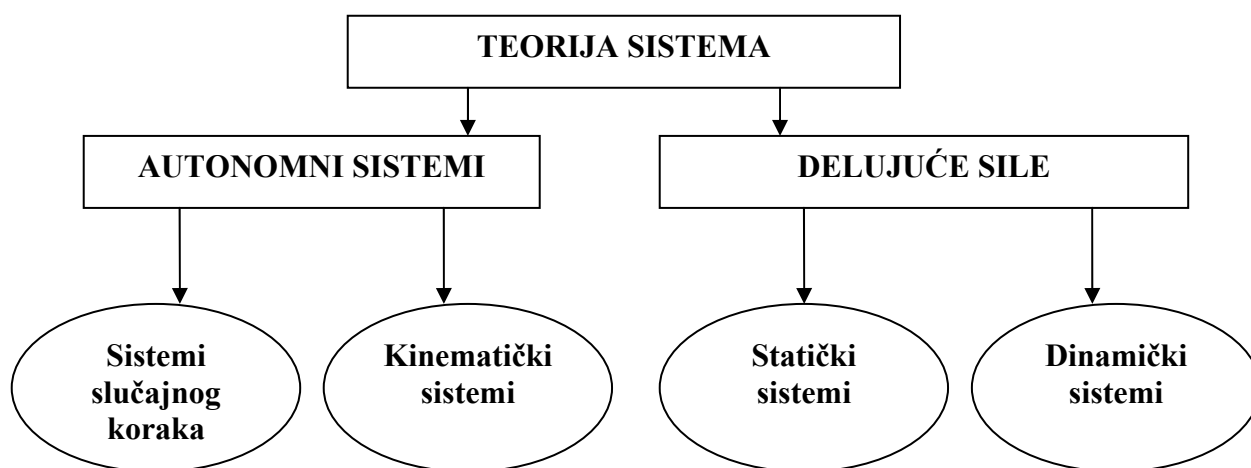 TEORIJA SISTEMA
AUTONOMNI SISTEMI
DELUJUĆE SILE
Sistemi
slučajnog
koraka
Kinematički
sistemi
Statički
sistemi
Dinamički
sistemi